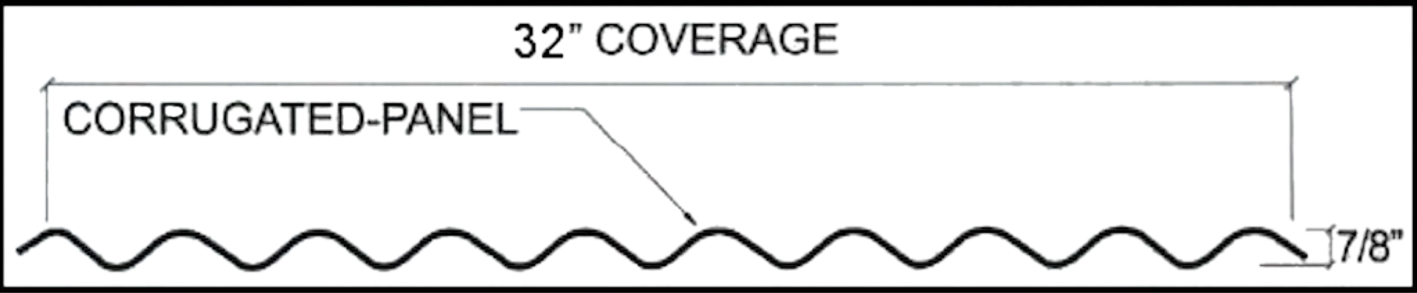 32” COVERAGE
CORRUGATED-PANEL
7/8”